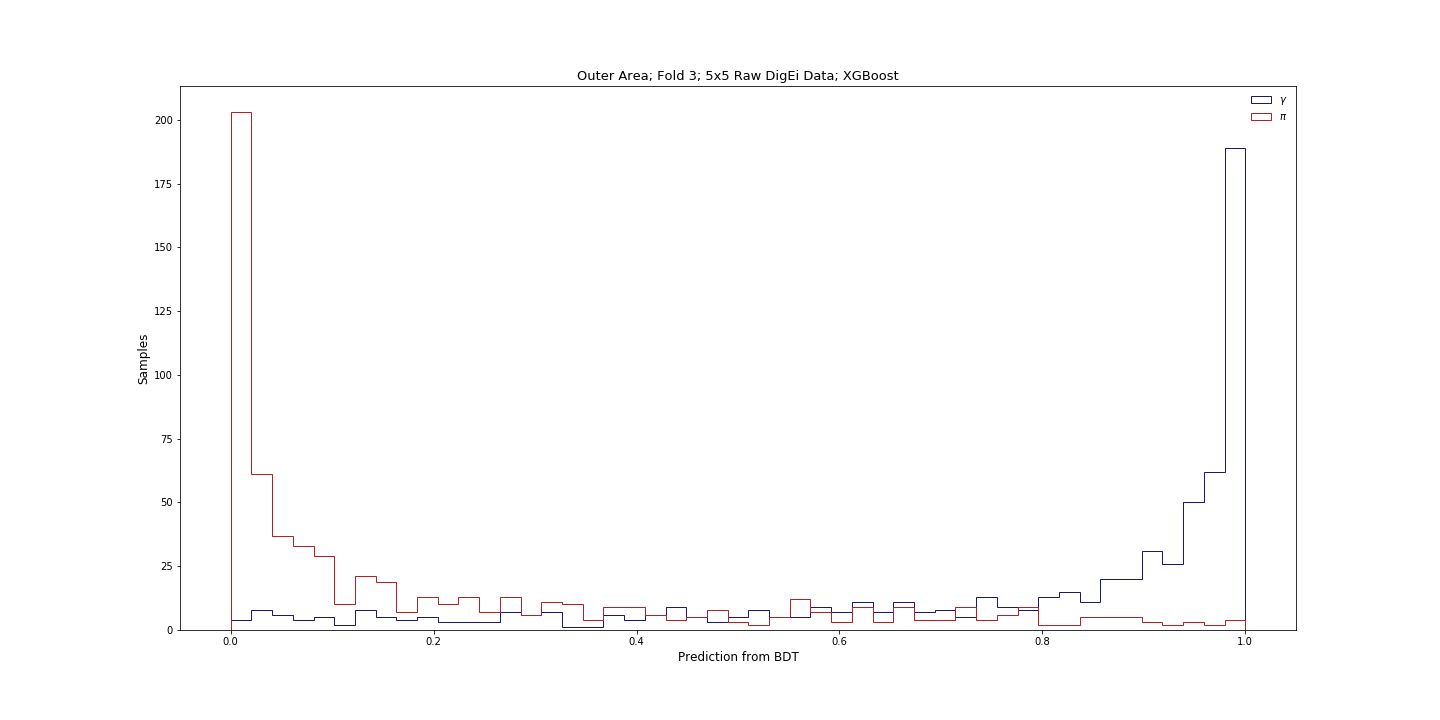 Outer Area; Fold 3; 5x5 Raw DigEi Data; XGBoost
γ
π
200
175
150
125
100
75
50
25
0
Samples
0.0 0.2 0.4 0.6 0.8 1.0
Prediction from BDT